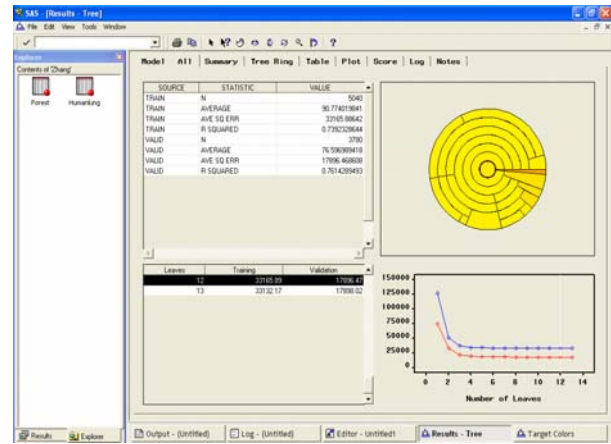 SAS - [Results - Tree]
File Edit View Tools Window
Explorer
Contents of 'Zhang'
Forest Humanlung
Model All Summary Tree Ring Table Plot Score Log Notes
SOURCE STATISTIC VALUE
TRAIN N 5040
TRAIN AVERAGE 90.774019841
TRAIN AVE SQ ERR 33165.88642
TRAIN R SQUARED 0.7392328644
VALID N 3780
VALID AVERAGE 76.596989418
VALID AVE SQ ERR 17896.468608
VALID R SQUARED 0.7614289493
Leaves Training Validation
12 33165.89 17896.47
13 33132.17 17898.02
150000
125000
100000
75000
50000
25000
0
0 2 4 6 8 10 12 14
Number of Leaves
Results Explorer
Output - (Untitled) Log - (Untitled) Editor - Untitled1 Results - Tree Target Colors